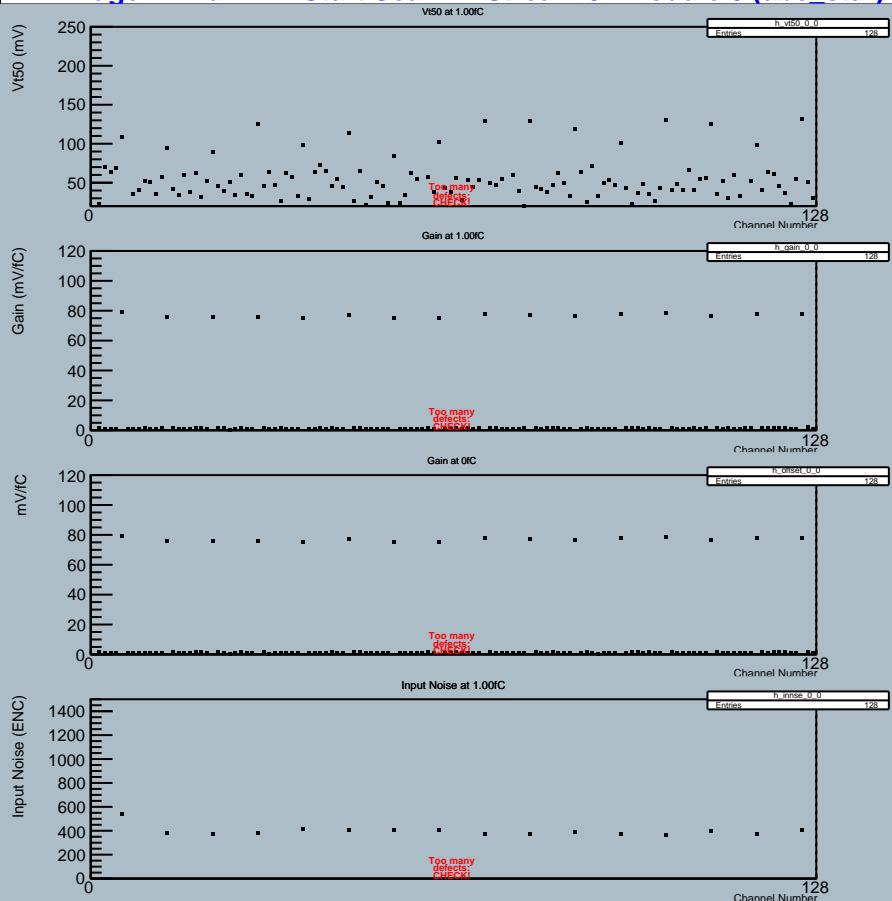 Vt50 at 1.00fC
h_vt50_0_0
Entries 128
Vt50 (mV)
250
200
150
100
50
Too many
defects:
CHECK!
0
128
Channel Number
Gain at 1.00fC
h_gain_0_0
Entries 128
Gain (mV/fC)
120
100
80
60
40
20
0
Too many
defects:
CHECK!
0
128
Channel Number
Gain at 0fC
h_offset_0_0
Entries 128
mV/fC
120
100
80
60
40
20
0
Too many
defects:
CHECK!
0
128
Channel Number
Input Noise at 1.00fC
h_innse_0_0
Entries 128
Input Noise (ENC)
1400
1200
1000
800
600
400
200
0
Too many
defects:
CHECK!
0
128
Channel Number